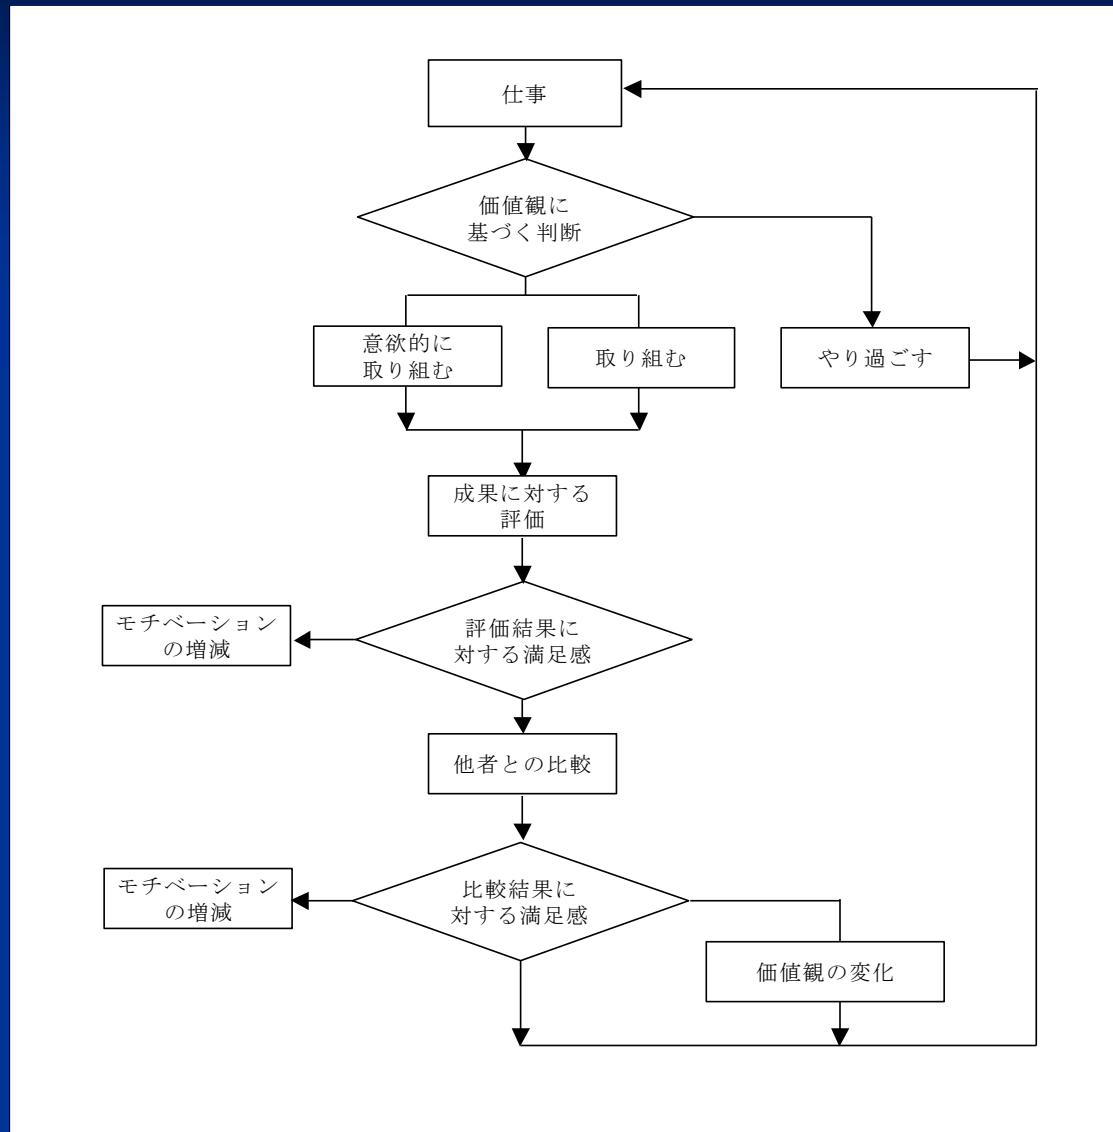 仕事
価値観に
基づく判断
意欲的に
取り組む
取り組む
やり過ごす
成果に対する
評価
モチベーション
の増減
評価結果に
対する満足感
他者との比較
モチベーション
の増減
比較結果に
対する満足感
価値観の変化